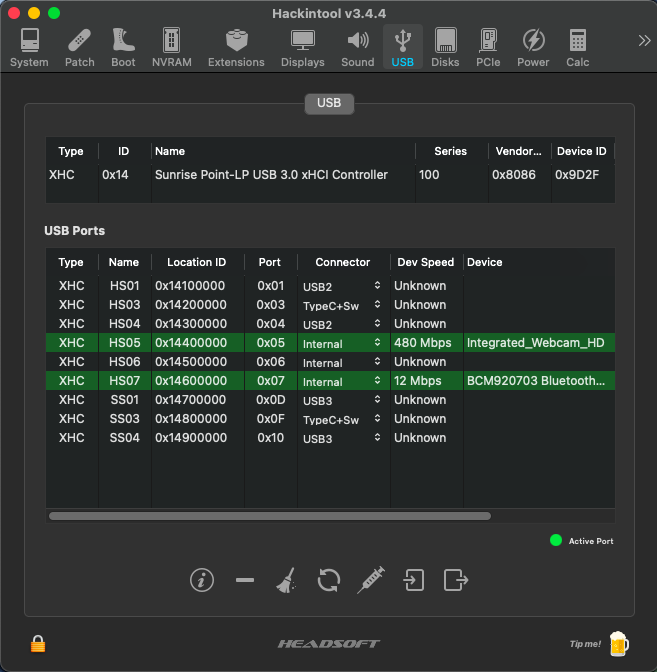 Hackintool v3.4.4
System Patch Boot NVRAM Extensions Displays Sound USB Disks PCIe Power Calc
USB
Type ID Name Series Vendor... Device ID
XHC 0x14 Sunrise Point-LP USB 3.0 xHCI Controller 100 0x8086 0x9D2F
USB Ports
Type Name Location ID Port Connector Dev Speed Device
XHC HS01 0x14100000 0x01 USB2 Unknown
XHC HS03 0x14200000 0x03 TypeC+Sw Unknown
XHC HS04 0x14300000 0x04 USB2 Unknown
XHC HS05 0x14400000 0x05 Internal 480 Mbps Integrated_Webcam_HD
XHC HS06 0x14500000 0x06 Internal Unknown
XHC HS07 0x14600000 0x07 Internal 12 Mbps BCM920703 Bluetooth...
XHC SS01 0x14700000 0x0D USB3 Unknown
XHC SS03 0x14800000 0x0F TypeC+Sw Unknown
XHC SS04 0x14900000 0x10 USB3 Unknown
Active Port
HEADSOFT
Tip me!